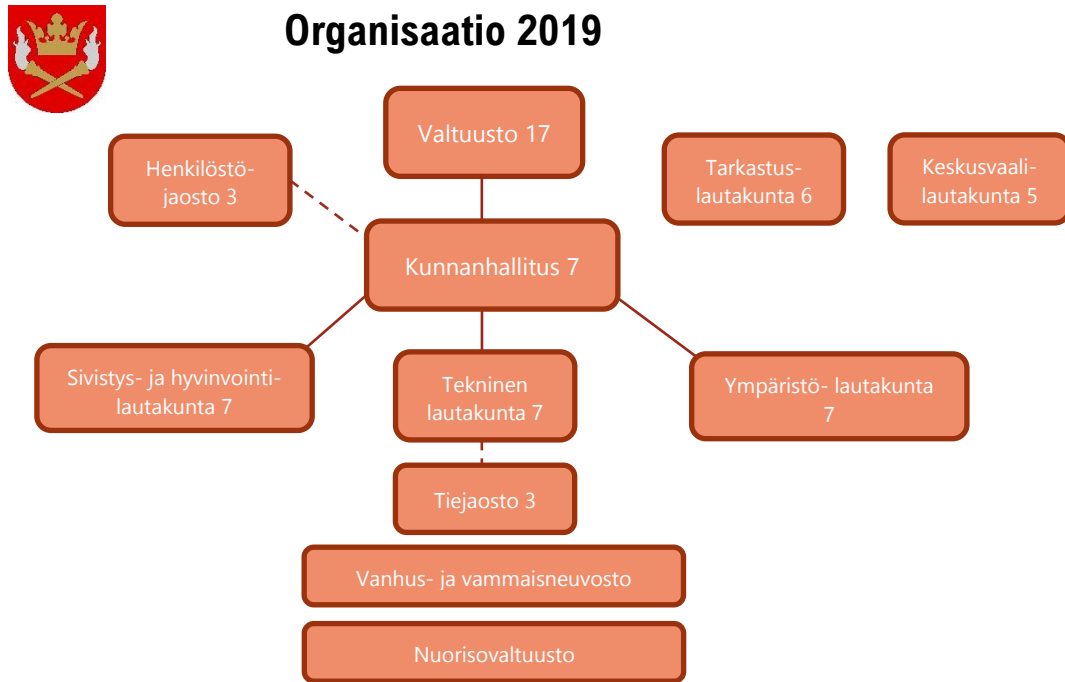 Organisaatio 2019
Valtuusto 17
Henkilöstö-
jaosto 3
Tarkastus-
lautakunta 6
Keskusvaali-
lautakunta 5
Kunnanhallitus 7
Sivistys- ja hyvinvointi-
lautakunta 7
Tekninen
lautakunta 7
Ympäristö- lautakunta
7
Tiejaosto 3
Vanhus- ja vammaisneuvosto
Nuorisovaltuusto